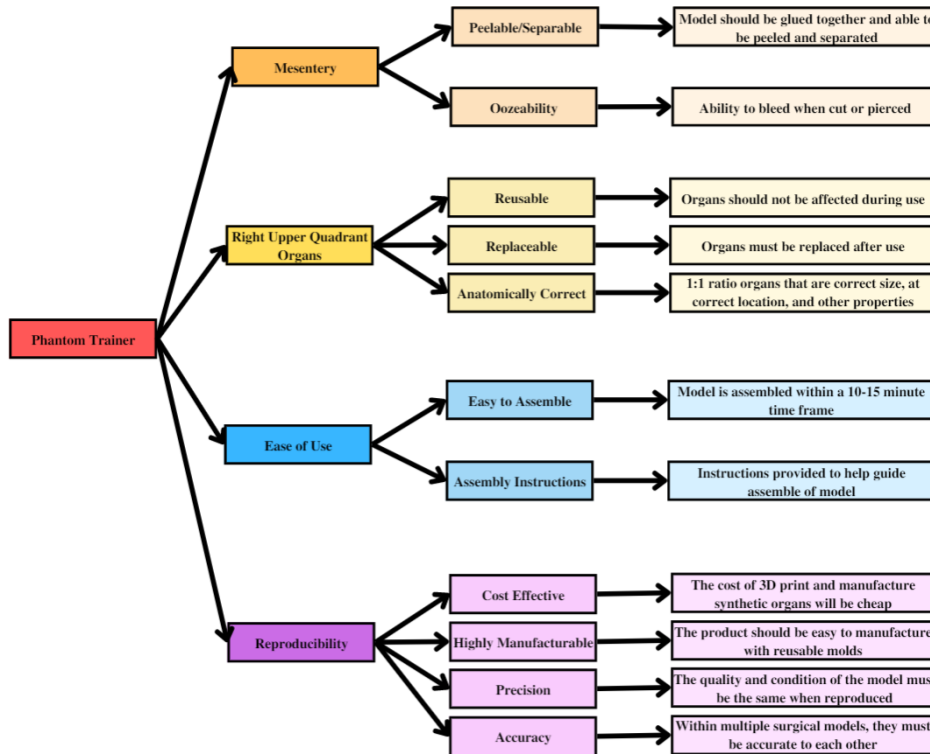 Peelable/Separable
Model should be glued together and able to
be peeled and separated
Mesentery
Oozeability
Ability to bleed when cut or pierced
Reusable
Organs should not be affected during use
Right Upper Quadrant
Organs
Replaceable
Organs must be replaced after use
Anatomically Correct
1:1 ratio organs that are correct size, at
correct location, and other properties
Phantom Trainer
Easy to Assemble
Model is assembled within a 10-15 minute
time frame
Ease of Use
Assembly Instructions
Instructions provided to help guide
assemble of model
Cost Effective
The cost of 3D print and manufacture
synthetic organs will be cheap
Reproducibility
Highly Manufacturable
The product should be easy to manufacture
with reusable molds
Precision
The quality and condition of the model must
be the same when reproduced
Accuracy
Within multiple surgical models, they must
be accurate to each other